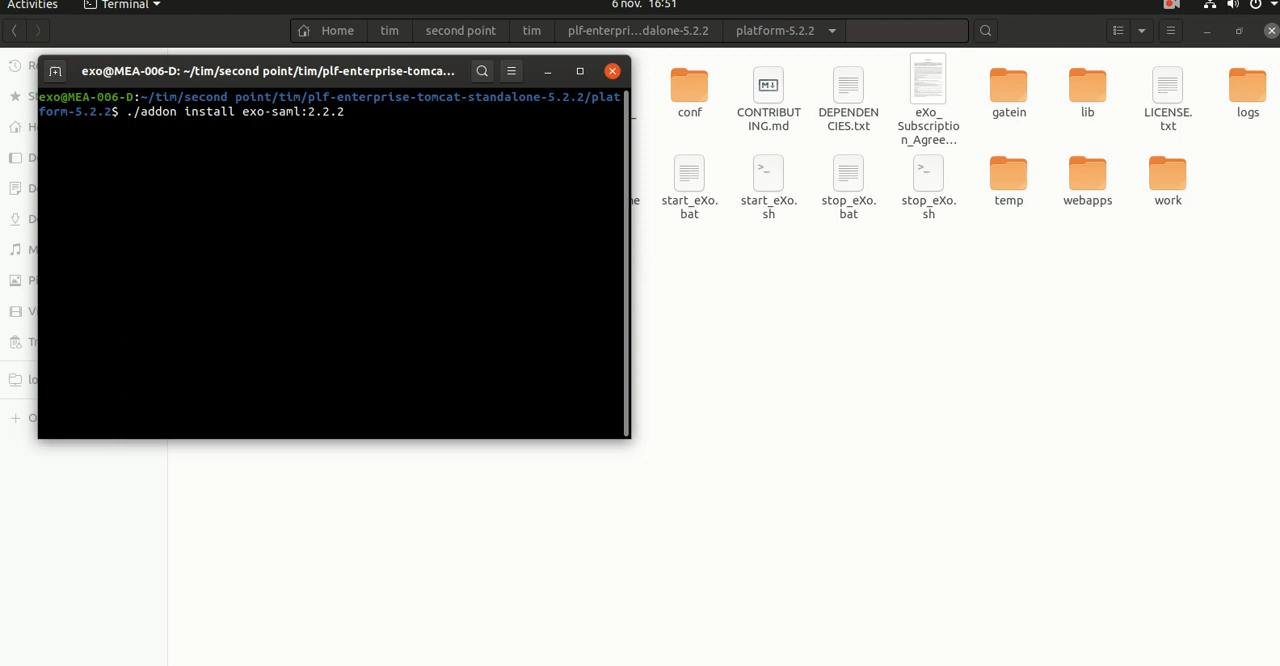 Activities
Terminal
6 nov. 16:51
Home
tim
second point
tim
plf-enterpri…dalone-5.2.2
platform-5.2.2
exo@MEA-006-D: ~/tim/second point/tim/plf-enterprise-tomca...
exo@MEA-006-D:~/tim/second point/tim/plf-enterprise-tomcat-standalone-5.2.2/plat
form-5.2.2$ ./addon install exo-saml:2.2.2
conf
CONTRIBUT
ING.md
DEPENDEN
CIES.txt
eXo_
Subscriptio
n_Agree…
gatein
lib
LICENSE.
txt
logs
start_eXo.
bat
start_eXo.
sh
stop_eXo.
bat
stop_eXo.
sh
temp
webapps
work